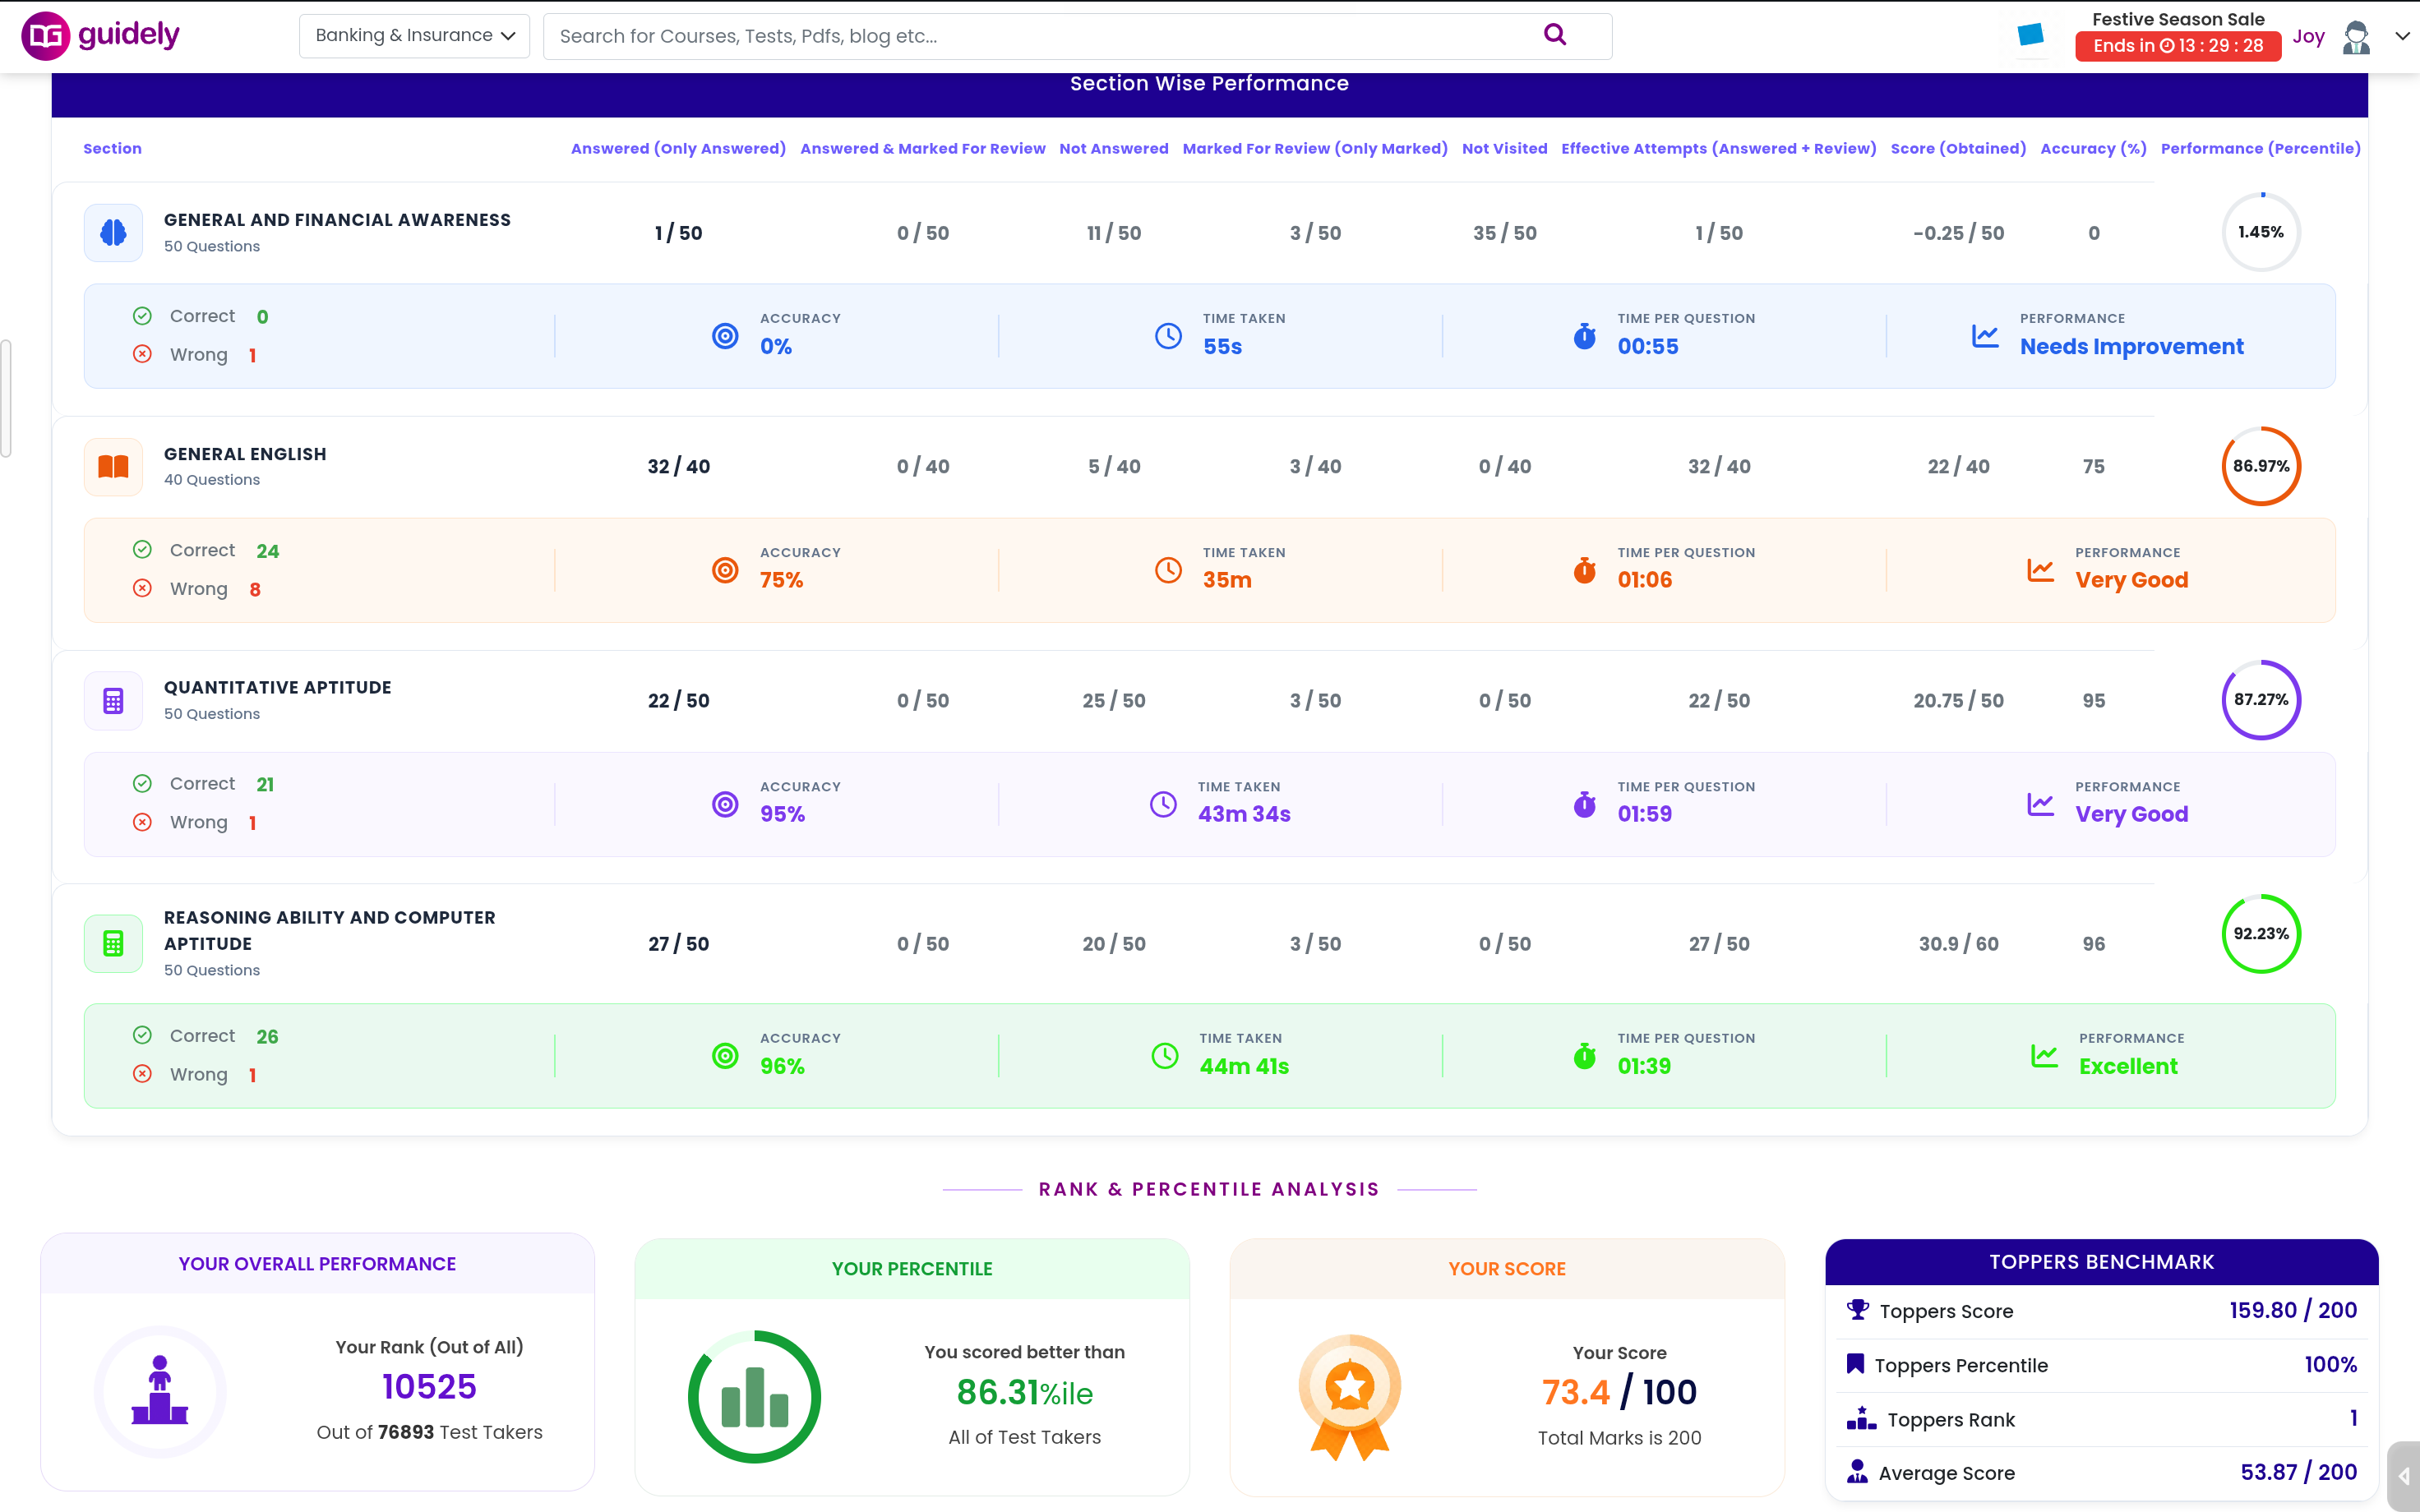 guidely
Banking & Insurance
Search for Courses, Tests, Pdfs, blog etc...
Festive Season Sale
Ends in 13 : 29 : 28
Joy
Section Wise Performance
Section Answered (Only Answered) Answered & Marked For Review Not Answered Marked For Review (Only Marked) Not Visited Effective Attempts (Answered + Review) Score (Obtained) Accuracy (%) Performance (Percentile)
GENERAL AND FINANCIAL AWARENESS
50 Questions
1 / 50 0 / 50 11 / 50 3 / 50 35 / 50 1 / 50 -0.25 / 50 0 1.45%
Correct 0
Wrong 1
ACCURACY
0%
TIME TAKEN
55s
TIME PER QUESTION
00:55
PERFORMANCE
Needs Improvement
GENERAL ENGLISH
40 Questions
32 / 40 0 / 40 5 / 40 3 / 40 0 / 40 32 / 40 22 / 40 75 86.97%
Correct 24
Wrong 8
ACCURACY
75%
TIME TAKEN
35m
TIME PER QUESTION
01:06
PERFORMANCE
Very Good
QUANTITATIVE APTITUDE
50 Questions
22 / 50 0 / 50 25 / 50 3 / 50 0 / 50 22 / 50 20.75 / 50 95 87.27%
Correct 21
Wrong 1
ACCURACY
95%
TIME TAKEN
43m 34s
TIME PER QUESTION
01:59
PERFORMANCE
Very Good
REASONING ABILITY AND COMPUTER
APTITUDE
50 Questions
27 / 50 0 / 50 20 / 50 3 / 50 0 / 50 27 / 50 30.9 / 60 96 92.23%
Correct 26
Wrong 1
ACCURACY
96%
TIME TAKEN
44m 41s
TIME PER QUESTION
01:39
PERFORMANCE
Excellent
RANK & PERCENTILE ANALYSIS
YOUR OVERALL PERFORMANCE
Your Rank (Out of All)
10525
Out of 76893 Test Takers
YOUR PERCENTILE
You scored better than
86.31%ile
All of Test Takers
YOUR SCORE
Your Score
73.4 / 100
Total Marks is 200
TOPPERS BENCHMARK
Toppers Score 159.80 / 200
Toppers Percentile 100%
Toppers Rank 1
Average Score 53.87 / 200